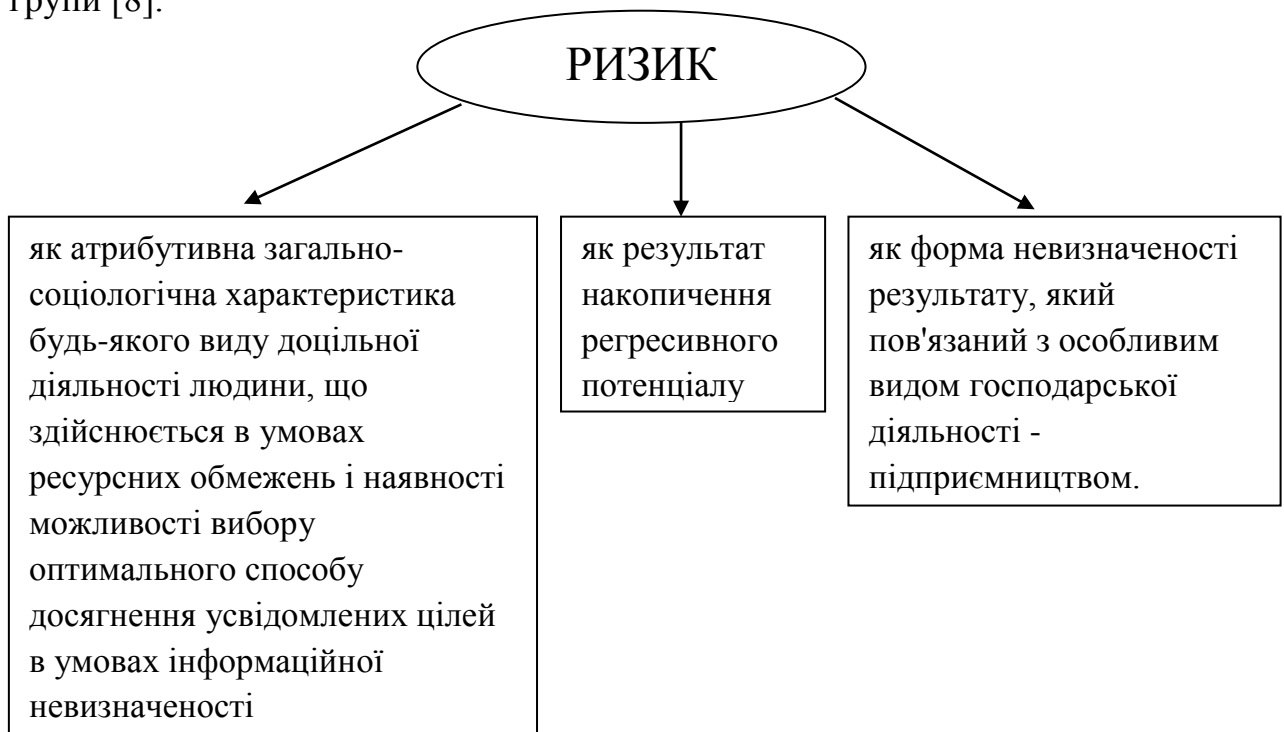 групи [8].
РИЗИК
як атрибутивна загально-
соціологічна характеристика
будь-якого виду доцільної
діяльності людини, що
здійснюється в умовах
ресурсних обмежень і наявності
можливості вибору
оптимального способу
досягнення усвідомлених цілей
в умовах інформаційної
невизначеності
як результат
накопичення
регресивного
потенціалу
як форма невизначеності
результату, який
пов'язаний з особливим
видом господарської
діяльності -
підприємництвом.